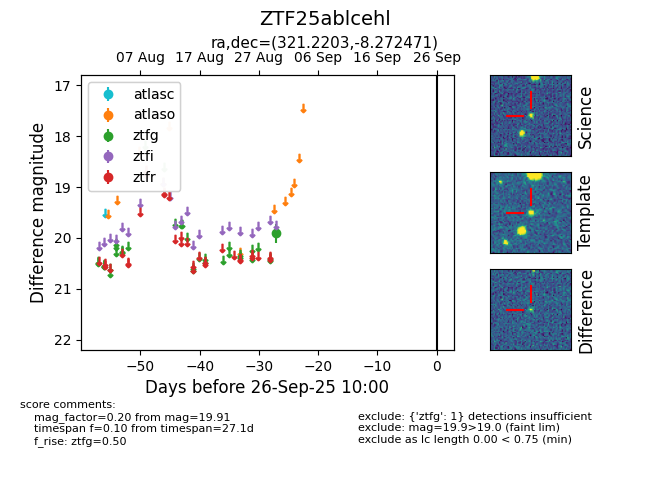 ZTF25ablcehl
ra,dec=(321.2203,-8.272471)
07 Aug 17 Aug 27 Aug 06 Sep 16 Sep 26 Sep
17
18
19
20
21
22
Difference magnitude
atlasc
atlaso
ztfg
ztfi
ztfr
−50 −40 −30 −20 −10 0
Days before 26-Sep-25 10:00
Science
Template
Difference
score comments:
mag_factor=0.20 from mag=19.91
timespan f=0.10 from timespan=27.1d
f_rise: ztfg=0.50
exclude: {'ztfg': 1} detections insufficient
exclude: mag=19.9>19.0 (faint lim)
exclude as lc length 0.00 < 0.75 (min)